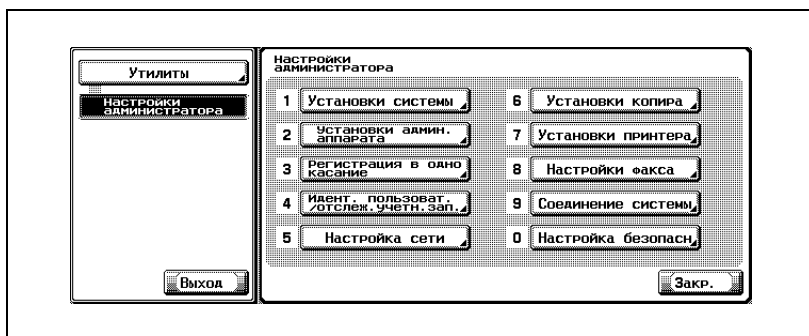 Утилиты
Настройки
администратора
Выход
Настройки
администратора
1 Установки системы
2 Установки админ.
аппарата
3 Регистрация в одно
касание
4 Идент. пользоват.
/отслеж.учетн.зап.
5 Настройка сети
6 Установки копира
7 Установки принтера
8 Настройки факса
9 Соединение системы
0 Настройка безопасн
Закр.